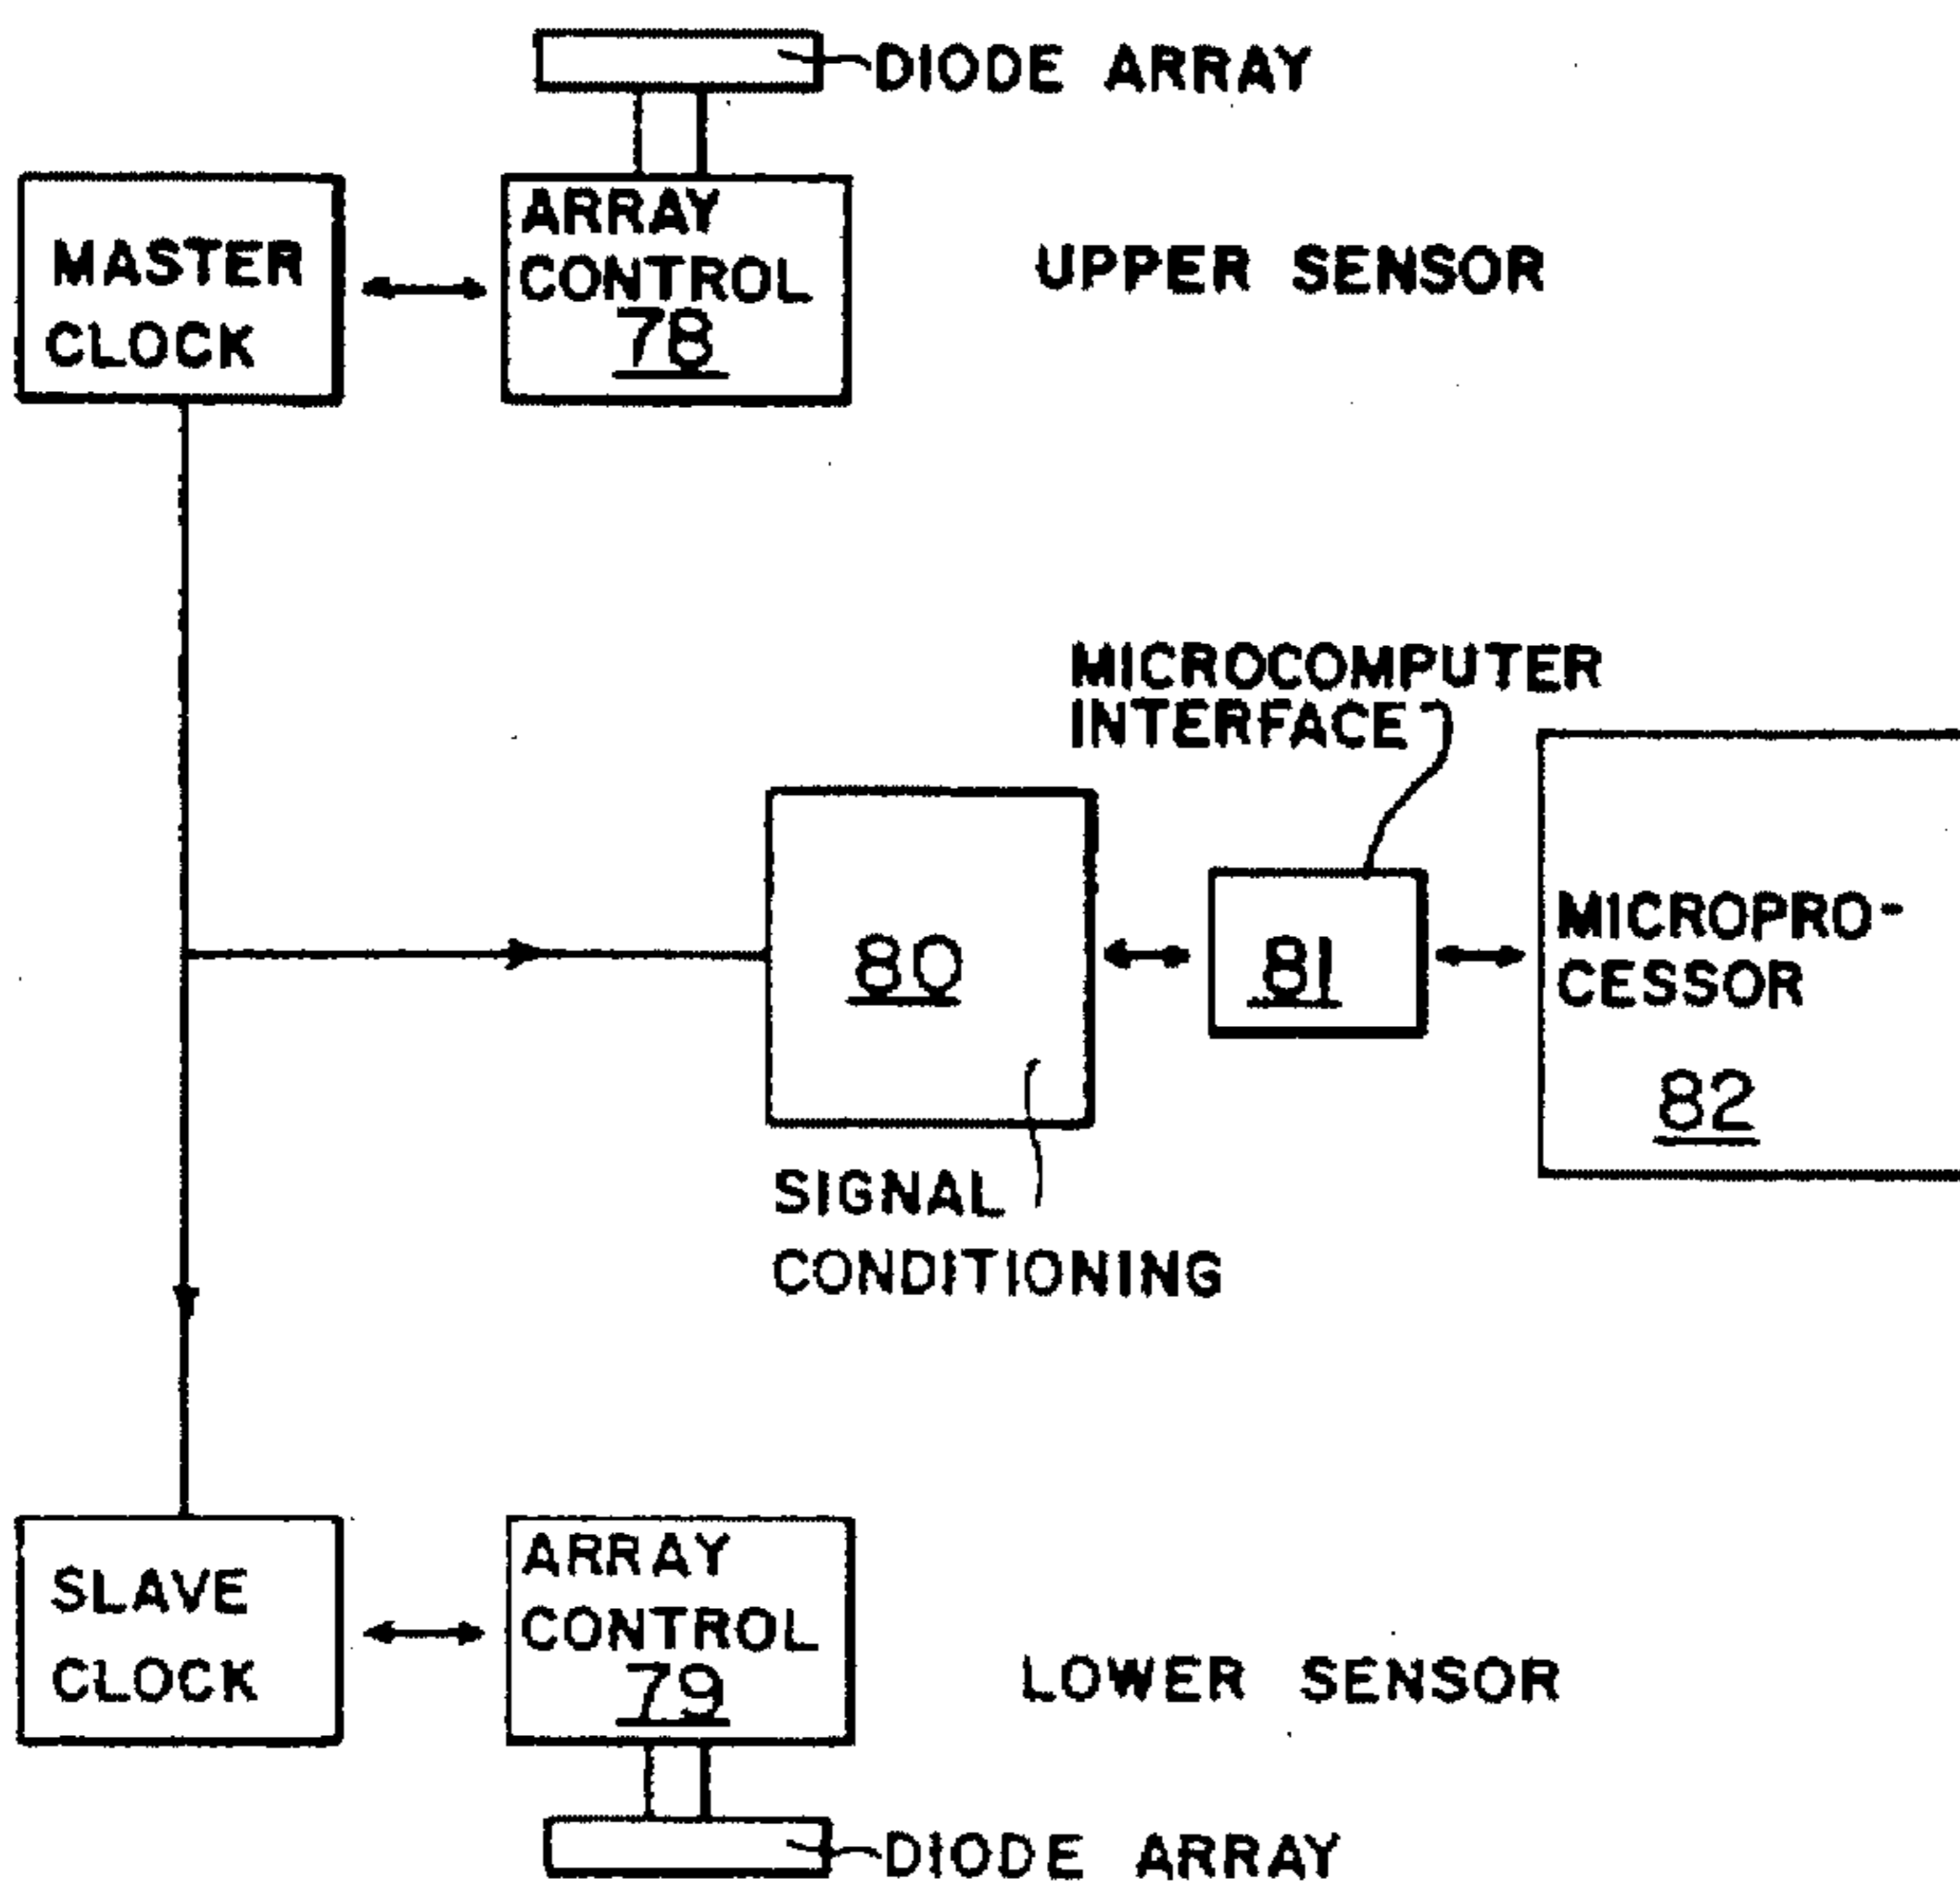 DIODE ARRAY
MASTER
CLOCK
ARRAY
CONTROL
78
UPPER SENSOR
MICROCOMPUTER
INTERFACE
80
81
MICROPRO-
CESSOR
82
SIGNAL
CONDITIONING
SLAVE
CLOCK
ARRAY
CONTROL
79
LOWER SENSOR
DIODE ARRAY